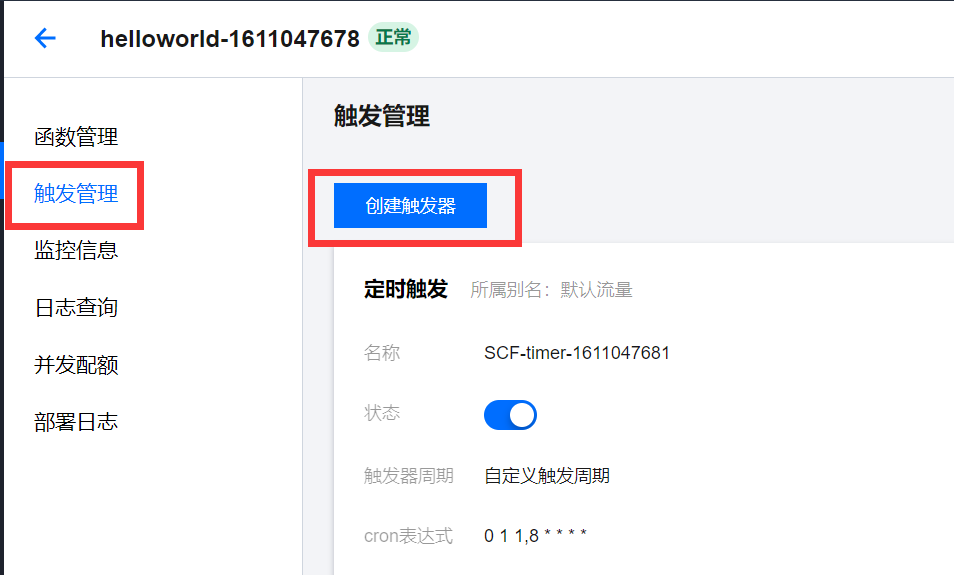 helloworld-1611047678 正常
函数管理
触发管理
监控信息
日志查询
并发配额
部署日志
触发管理
创建触发器
定时触发 所属别名：默认流量
名称 SCF-timer-1611047681
状态
触发器周期 自定义触发周期
cron表达式 0 1 1,8 * * * *